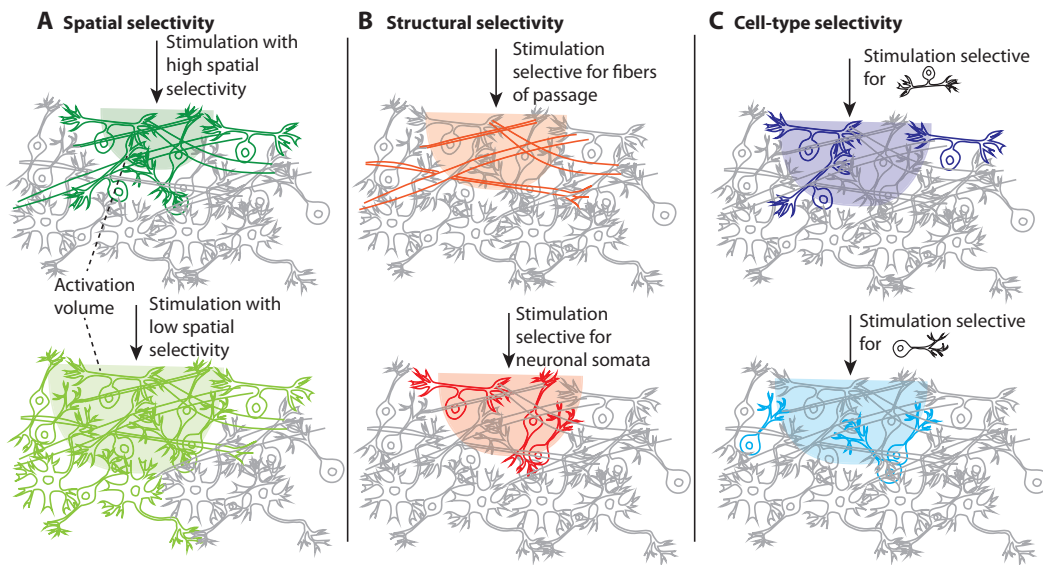 A Spatial selectivity
Stimulation with
high spatial
selectivity
Activation
volume
Stimulation with
low spatial
selectivity
B Structural selectivity
Stimulation
selective for fibers
of passage
Stimulation
selective for
neuronal somata
C Cell-type selectivity
Stimulation selective
for
Stimulation selective
for